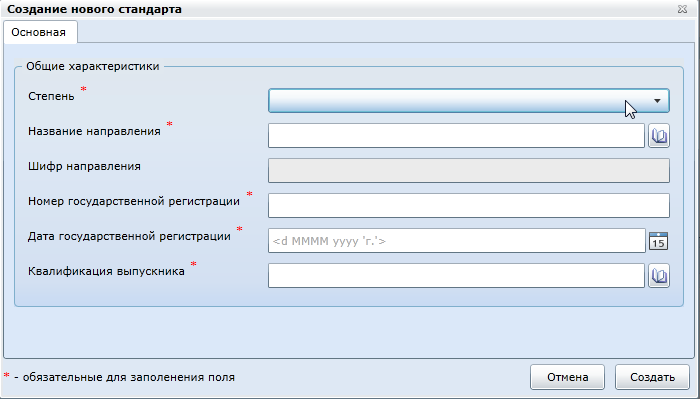 Создание нового стандарта
Основная
Общие характеристики
Степень *
Название направления *
Шифр направления
Номер государственной регистрации *
Дата государственной регистрации * <d MMMM yyyy 'г.'> 15
Квалификация выпускника *
* - обязательные для заполенения поля Отмена Создать